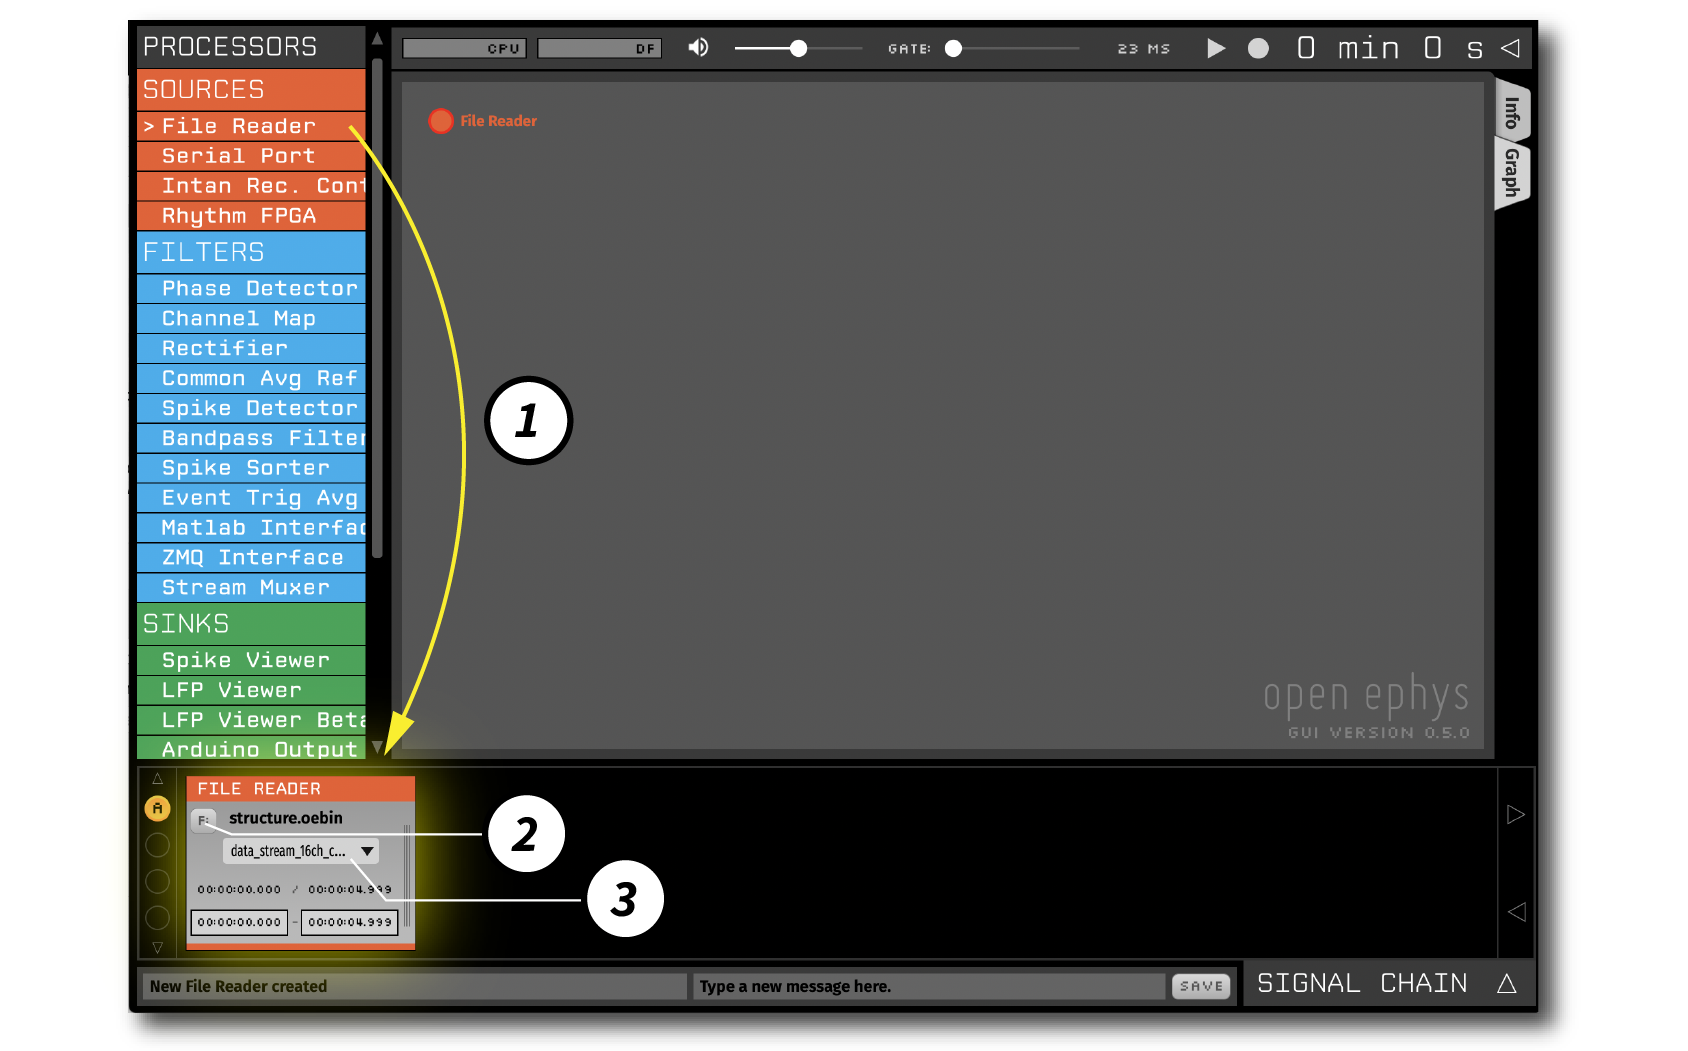 PROCESSORS
SOURCES
> File Reader
Serial Port
Intan Rec. Cont
Rhythm FPGA
FILTERS
Phase Detector
Channel Map
Rectifier
Common Avg Ref
Spike Detector
Bandpass Filter
Spike Sorter
Event Trig Avg
Matlab Interfac
ZMQ Interface
Stream Muxer
SINKS
Spike Viewer
LFP Viewer
LFP Viewer Beta
Arduino Output
CPU
DF
GATE:
23 MS
0 min 0 s
File Reader
Info
Graph
1
open ephys
GUI VERSION 0.5.0
A
FILE READER
F:
structure.oebin
data_stream_16ch_c...
00:00:00.000 / 00:00:04.999
00:00:00.000 - 00:00:04.999
2
3
New File Reader created
Type a new message here.
SAVE
SIGNAL CHAIN